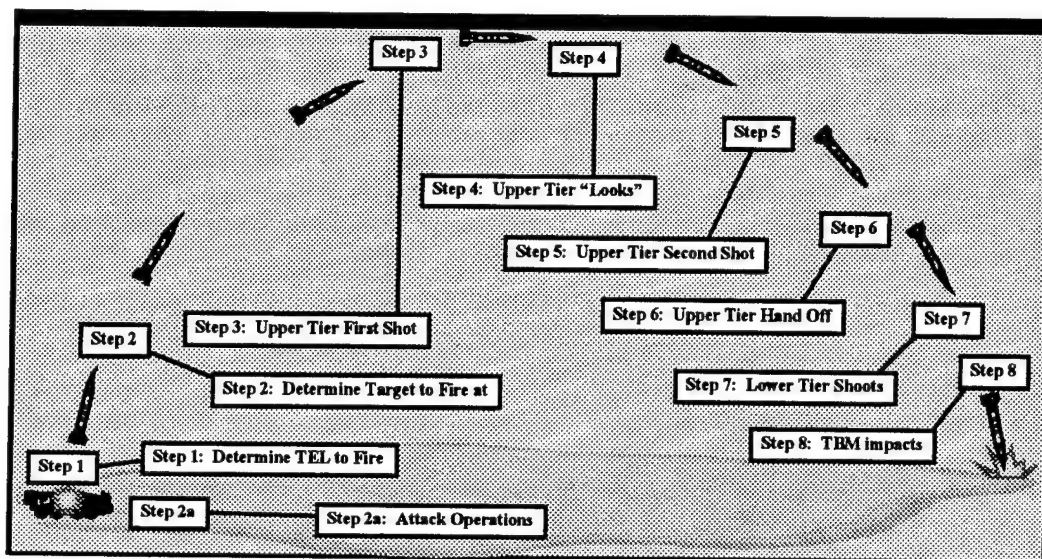 Step 3
Step 4
Step 5
Step 4: Upper Tier “Looks”
Step 6
Step 5: Upper Tier Second Shot
Step 3: Upper Tier First Shot
Step 6: Upper Tier Hand Off
Step 7
Step 2
Step 8
Step 2: Determine Target to Fire at
Step 7: Lower Tier Shoots
Step 8: TBM impacts
Step 1
Step 1: Determine TEL to Fire
Step 2a
Step 2a: Attack Operations